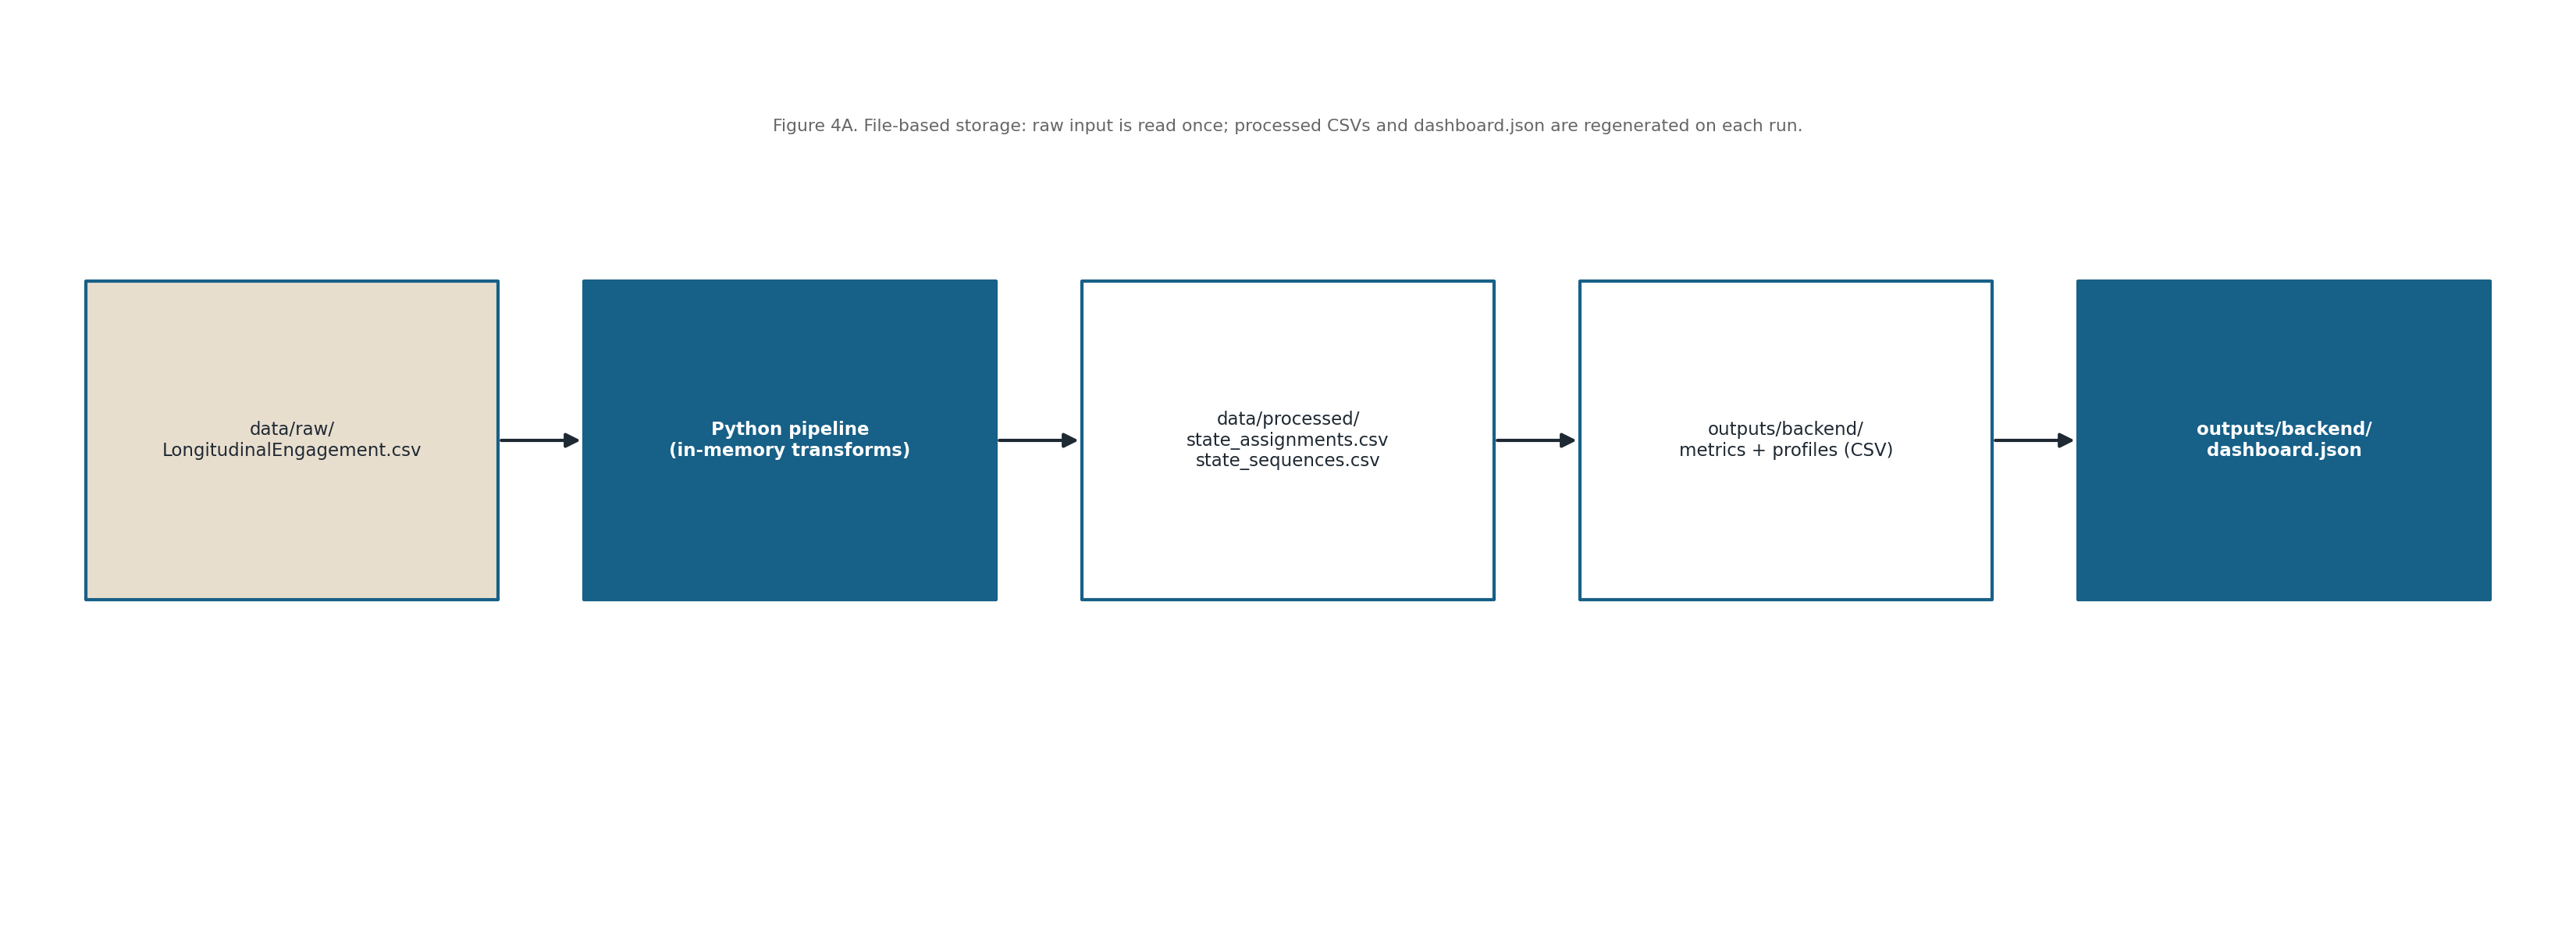 Figure 4A. File-based storage: raw input is read once; processed CSVs and dashboard.json are regenerated on each run.
data/raw/
LongitudinalEngagement.csv
Python pipeline
(in-memory transforms)
data/processed/
state_assignments.csv
state_sequences.csv
outputs/backend/
metrics + profiles (CSV)
outputs/backend/
dashboard.json